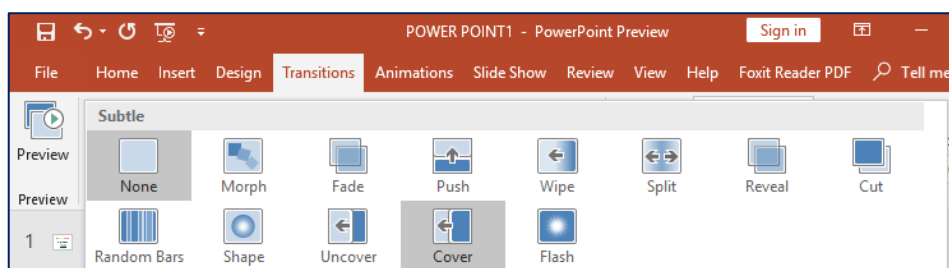 POWER POINT1 - PowerPoint Preview Sign in
File Home Insert Design Transitions Animations Slide Show Review View Help Foxit Reader PDF Tell me
Subtle
Preview
None Morph Fade Push Wipe Split Reveal Cut
Preview
1
Random Bars Shape Uncover Cover Flash